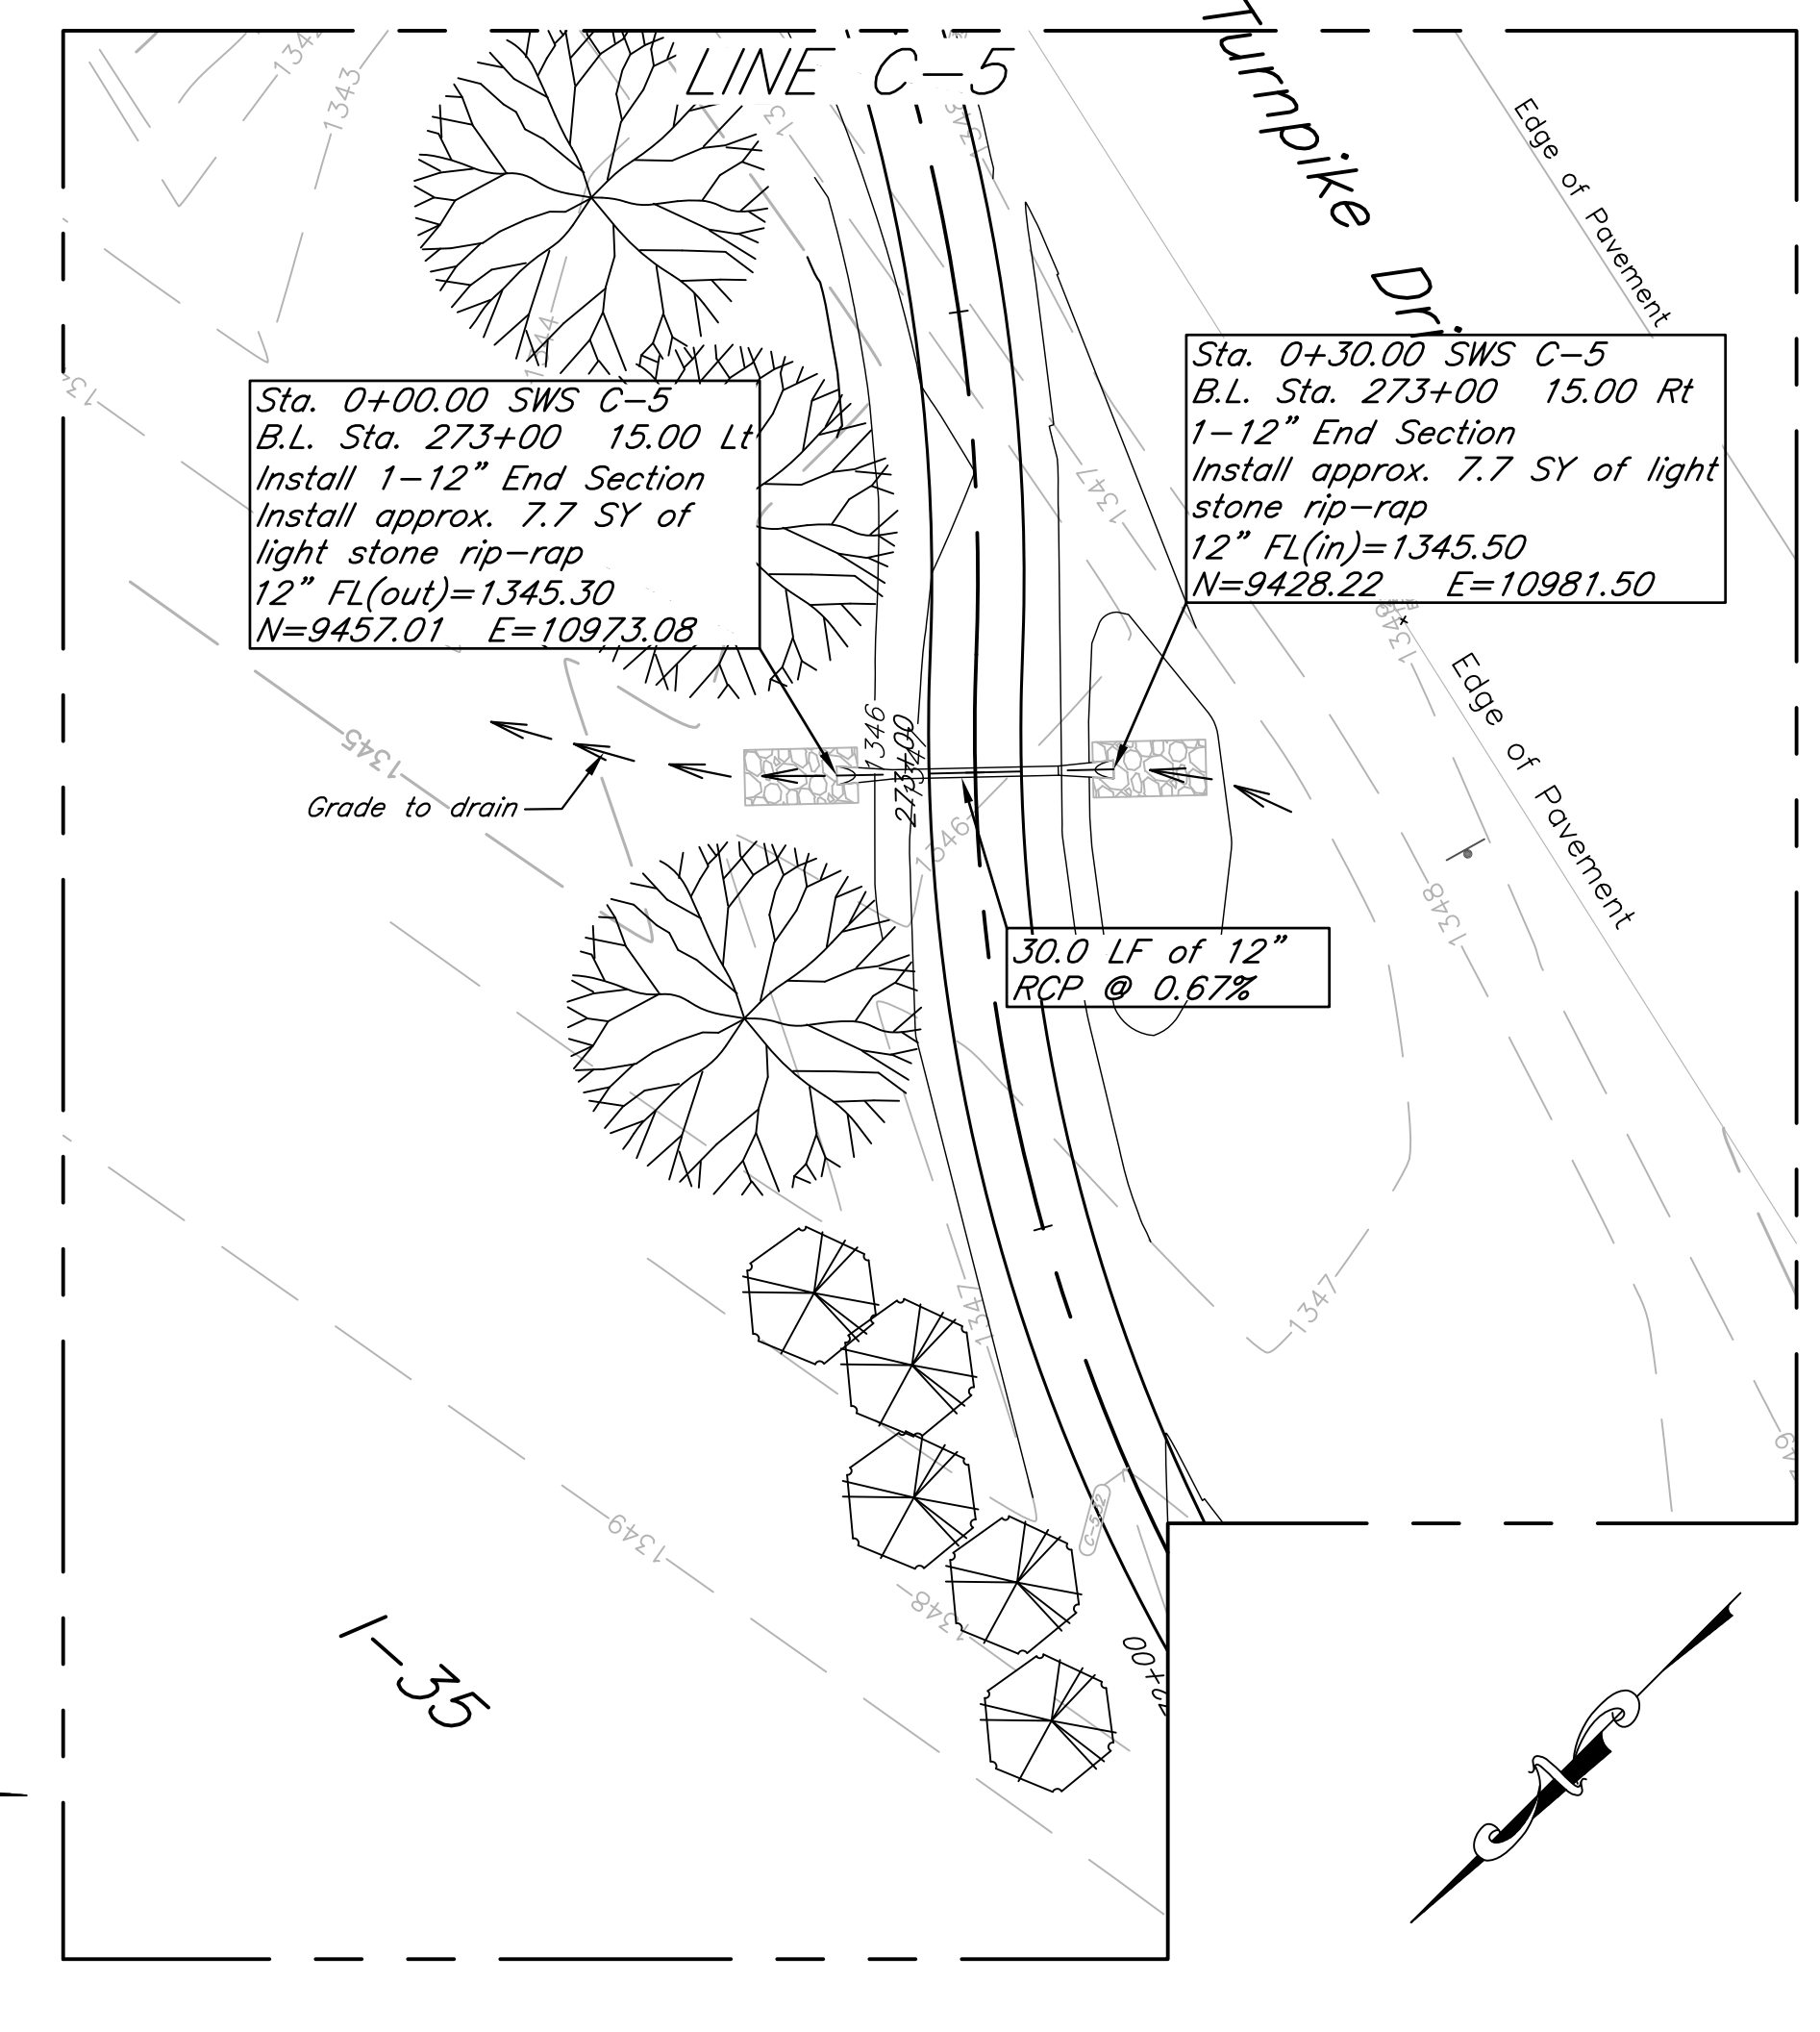 LINE C-5
Turnpike
Edge of Pavement
1343
Sta. 0+00.00 SWS C-5
B.L. Sta. 273+00 15.00 Lt
Install 1-12" End Section
Install approx. 7.7 SY of
light stone rip-rap
12" FL(out)=1345.30
N=9457.01 E=10973.08
Sta. 0+30.00 SWS C-5
B.L. Sta. 273+00 15.00 Rt
1-12" End Section
Install approx. 7.7 SY of light
stone rip-rap
12" FL(in)=1345.50
N=9428.22 E=10981.50
1347
1349
Edge of Pavement
1345
Grade to drain
1346
273+00
1346
1348
30.0 LF of 12"
RCP @ 0.67%
1347
1347
1349
1348
I-35